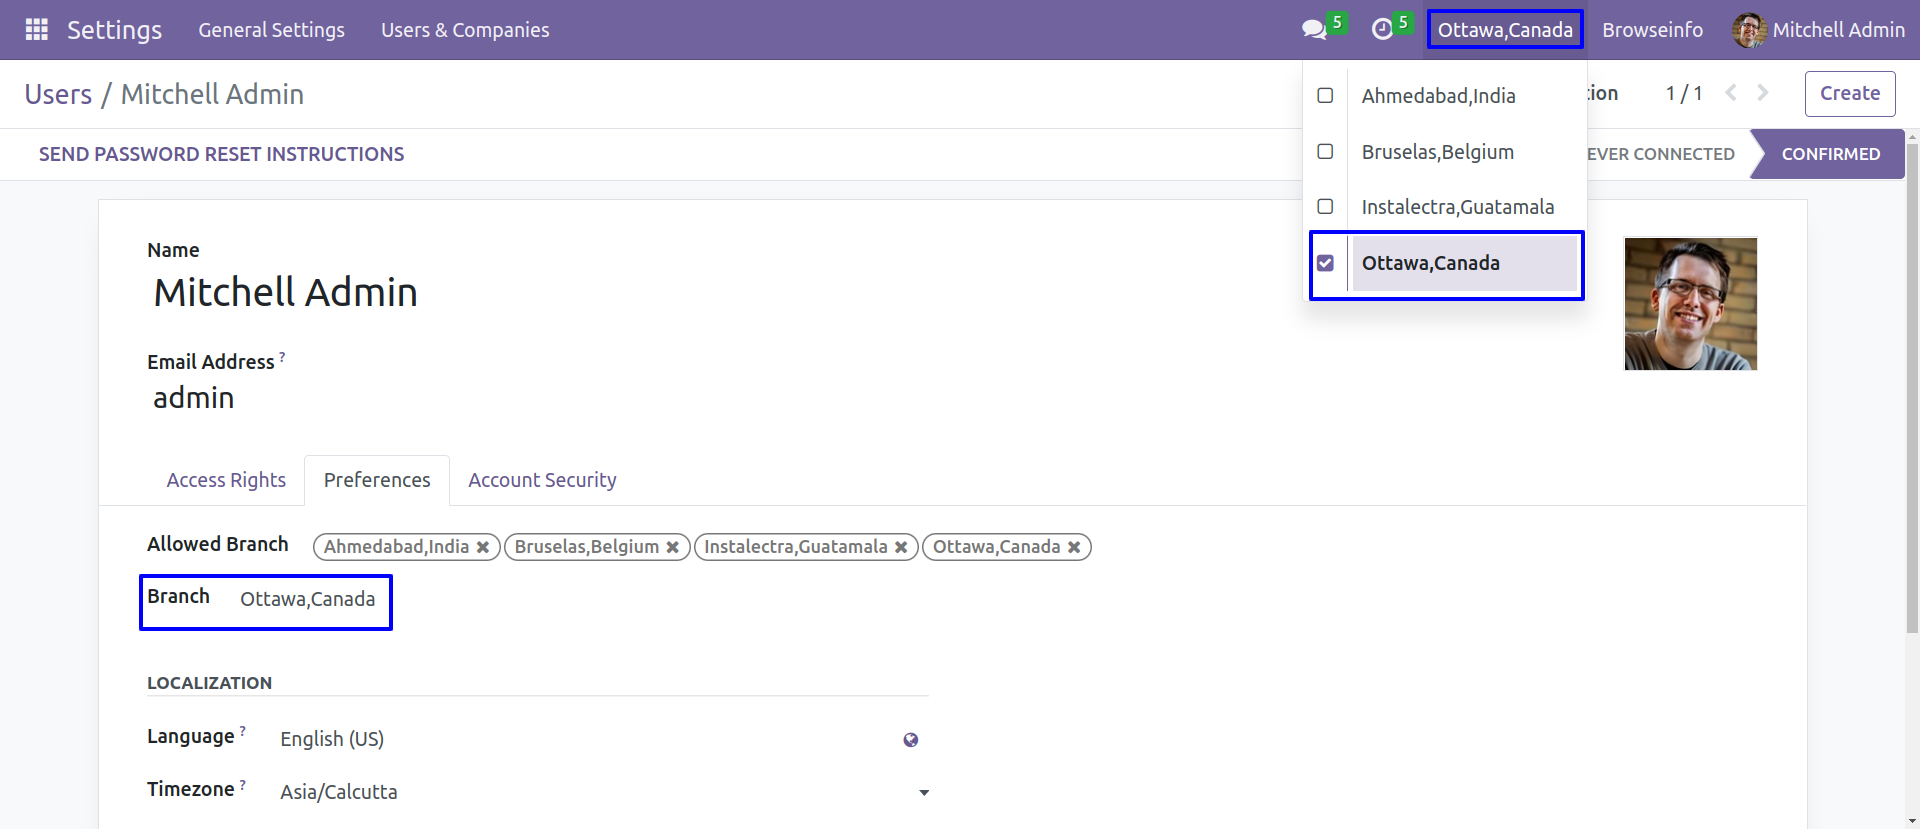 Settings General Settings Users & Companies 5 5 Ottawa,Canada Browseinfo Mitchell Admin
Users / Mitchell Admin
tion 1 / 1 Create
Ahmedabad,India
Bruselas,Belgium
Instalectra,Guatamala
Ottawa,Canada
SEND PASSWORD RESET INSTRUCTIONS
EVER CONNECTED CONFIRMED
Name
Mitchell Admin
Email Address ?
admin
Access Rights Preferences Account Security
Allowed Branch Ahmedabad,India Bruselas,Belgium Instalectra,Guatamala Ottawa,Canada
Branch Ottawa,Canada
LOCALIZATION
Language ? English (US)
Timezone ? Asia/Calcutta